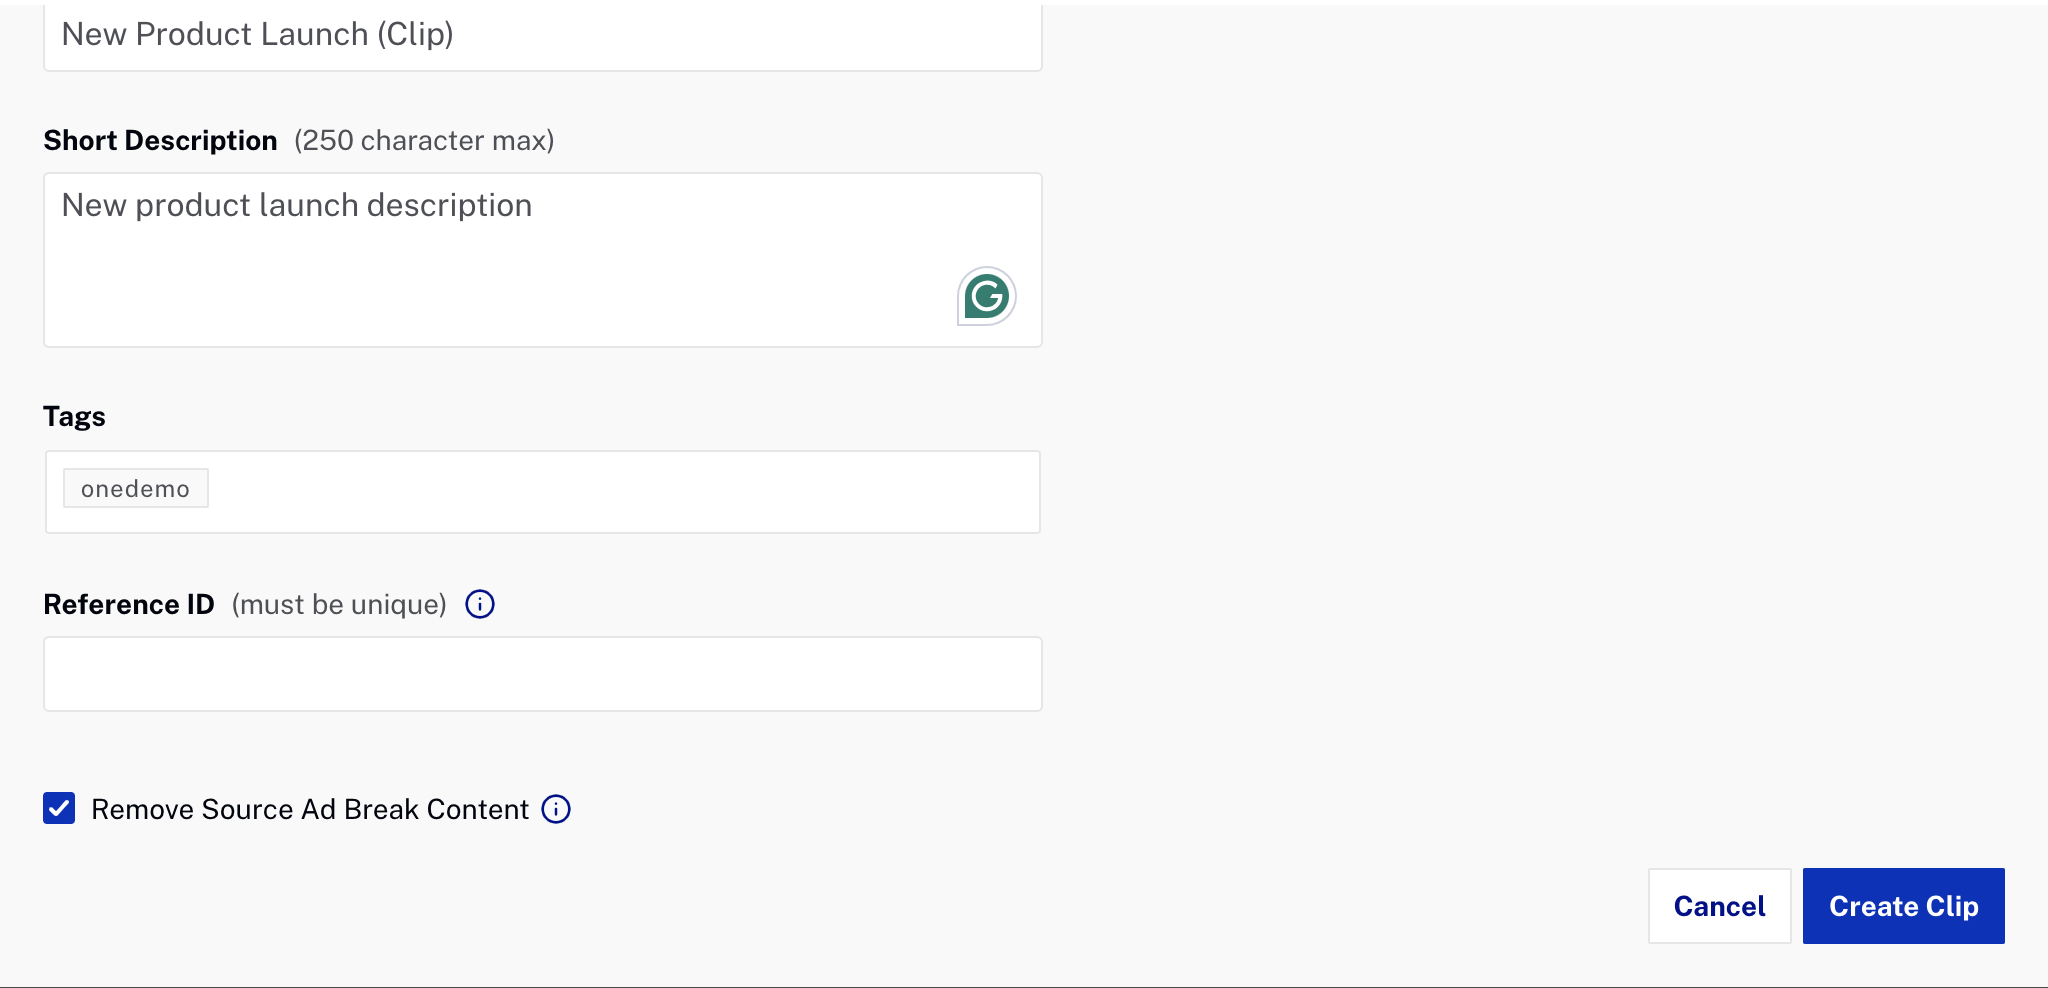 New Product Launch (Clip)
Short Description (250 character max)
New product launch description
Tags
onedemo
Reference ID (must be unique)
Remove Source Ad Break Content
Cancel
Create Clip